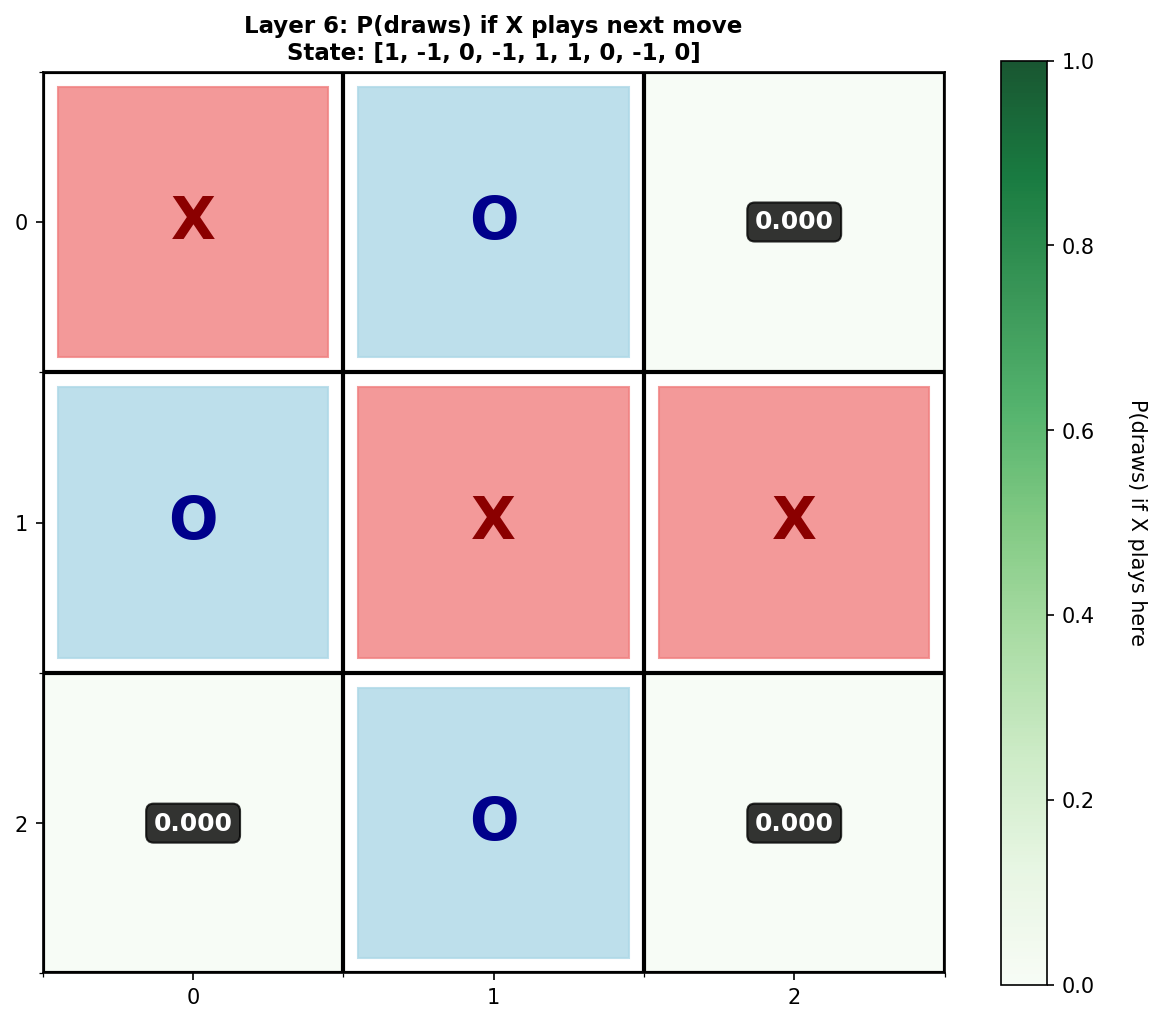 Layer 6: P(draws) if X plays next move
State: [1, -1, 0, -1, 1, 1, 0, -1, 0]
X
O
0.000
O
X
X
0.000
O
0.000
0
1
2
0
1
2
1.0
0.8
0.6
0.4
0.2
0.0
P(draws) if X plays here